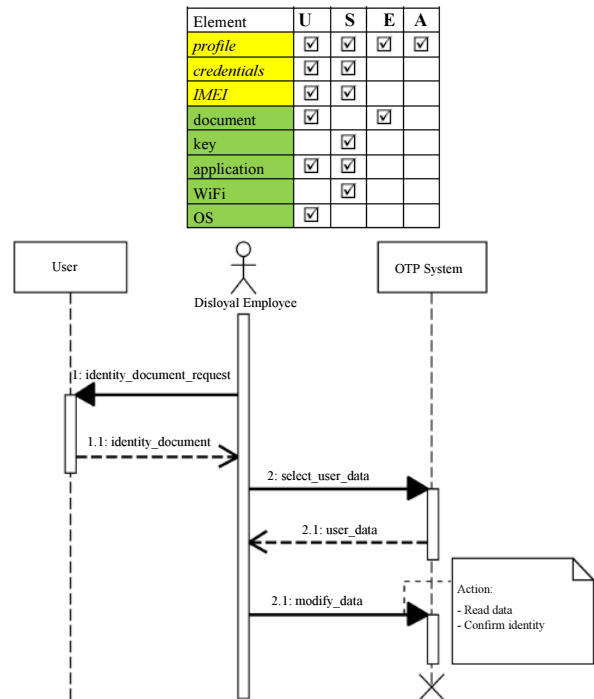 Element U S E A
profile ☑ ☑ ☑ ☑
credentials ☑ ☑
IMEI ☑ ☑
document ☑ ☑
key ☑
application ☑ ☑
WiFi ☑
OS ☑
User
Disloyal Employee
OTP System
1: identity_document_request
1.1: identity_document
2: select_user_data
2.1: user_data
2.1: modify_data
Action:
- Read data
- Confirm identity